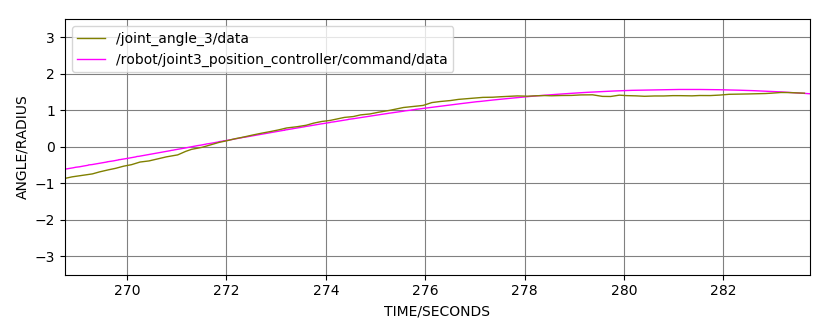 /joint_angle_3/data
/robot/joint3_position_controller/command/data
ANGLE/RADIUS
3
2
1
0
−1
−2
−3
270 272 274 276 278 280 282
TIME/SECONDS